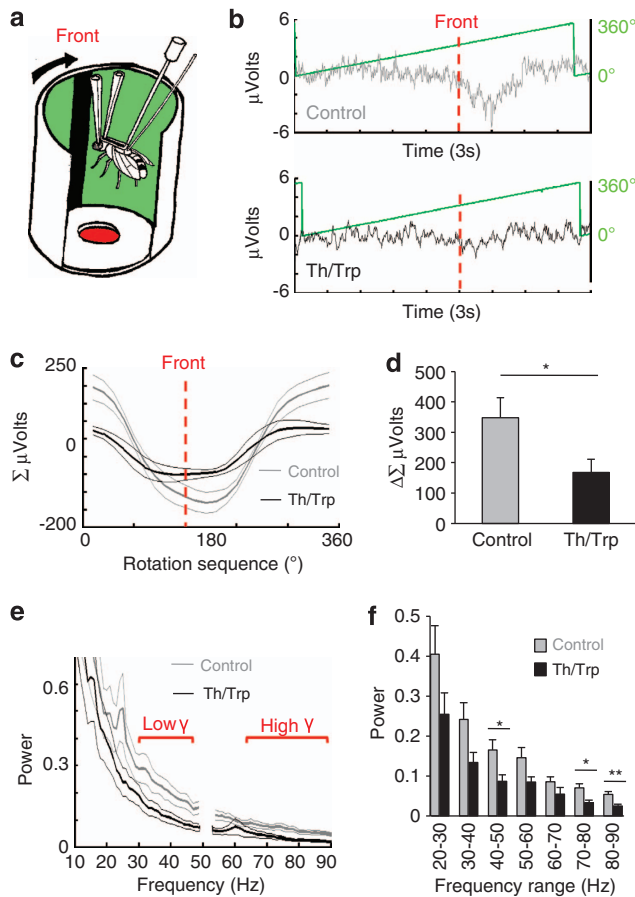 a
Front
b
Front
6
360°
μVolts
0
0°
Control
-6
Time (3s)
6
360°
μVolts
0
0°
Th/Trp
-6
Time (3s)
c
Front
250
Σ μVolts
0
Control
Th/Trp
-200
0
180
360
Rotation sequence (°)
d
*
500
400
300
200
100
0
ΔΣ μVolts
Control
Th/Trp
e
Control
Th/Trp
0.6
Low γ
High γ
Power
0
10
20
30
40
50
60
70
80
90
Frequency (Hz)
f
0.5
0.4
0.3
0.2
0.1
0
Power
Control
Th/Trp
*
*
**
20-30
30-40
40-50
50-60
60-70
70-80
80-90
Frequency range (Hz)